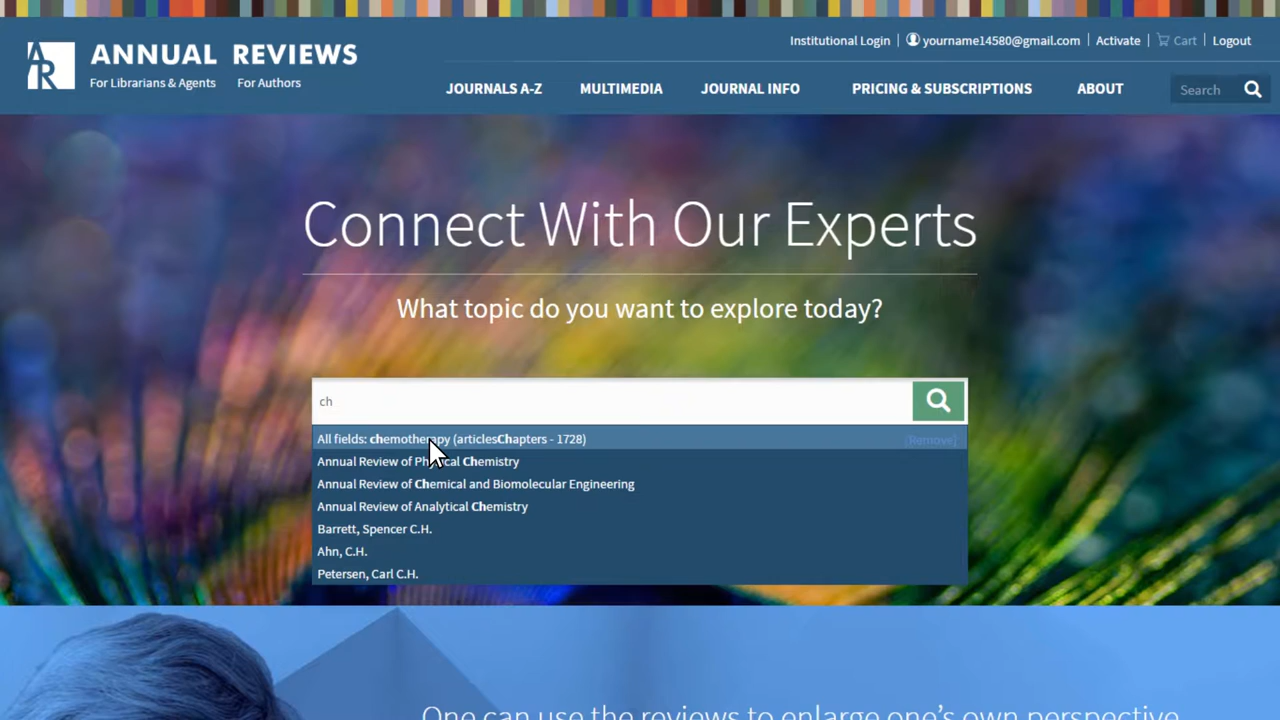 Institutional Login | yourname14580@gmail.com | Activate | Cart | Logout
AR
ANNUAL REVIEWS
For Librarians & Agents For Authors
JOURNALS A-Z MULTIMEDIA JOURNAL INFO PRICING & SUBSCRIPTIONS ABOUT Search
Connect With Our Experts
What topic do you want to explore today?
ch
All fields: chemotherapy (articlesChapters - 1728) (Remove)
Annual Review of Physical Chemistry
Annual Review of Chemical and Biomolecular Engineering
Annual Review of Analytical Chemistry
Barrett, Spencer C.H.
Ahn, C.H.
Petersen, Carl C.H.
One can use the reviews to enlarge one's own perspective